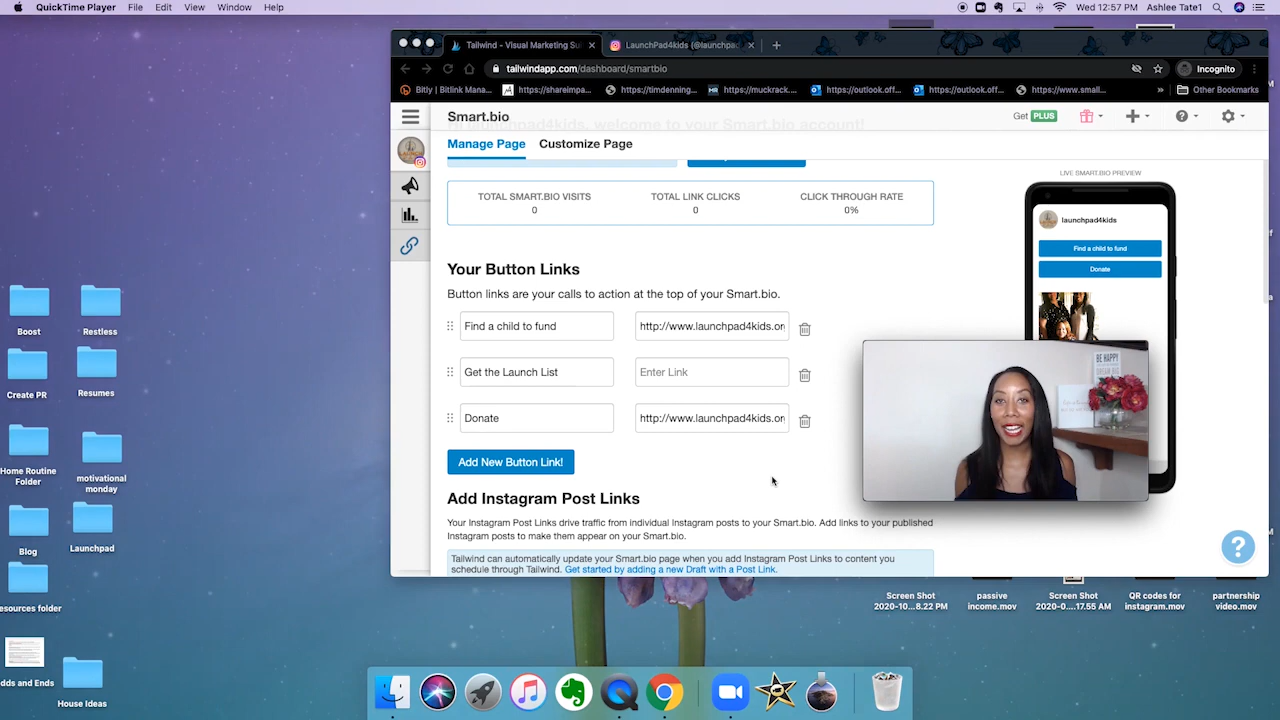 QuickTime Player File Edit View Window Help
Wed 12:57 PM Ashlee Tate1
Tailwind - Visual Marketing Su
LaunchPad4kids (@launchpad
tailwindapp.com/dashboard/smartbio
Incognito
Bitly | Bitlink Mana...
https://shareimpa...
https://timdenning...
https://muckrack....
https://outlook.off...
https://outlook.off...
https://www.small...
Other Bookmarks
Smart.bio
Get PLUS
welcome to your Smart.bio account!
Manage Page
Customize Page
TOTAL SMART.BIO VISITS
0
TOTAL LINK CLICKS
0
CLICK THROUGH RATE
0%
Your Button Links
Button links are your calls to action at the top of your Smart.bio.
Find a child to fund
http://www.launchpad4kids.or
Get the Launch List
Enter Link
Donate
http://www.launchpad4kids.or
Add New Button Link!
Add Instagram Post Links
Your Instagram Post Links drive traffic from individual Instagram posts to your Smart.bio. Add links to your published
Instagram posts to make them appear on your Smart.bio.
Tailwind can automatically update your Smart.bio page when you add Instagram Post Links to content you
schedule through Tailwind. Get started by adding a new Draft with a Post Link.
LIVE SMART.BIO PREVIEW
launchpad4kids
Find a child to fund
Donate
BE HAPPY
?
Boost
Restless
Create PR
Resumes
Home Routine
Folder
motivational
monday
Blog
Launchpad
esources folder
dds and Ends
House Ideas
Screen Shot
2020-10...8.22 PM
passive
income.mov
Screen Shot
2020-0....17.55 AM
QR codes for
instagram.mov
partnership
video.mov